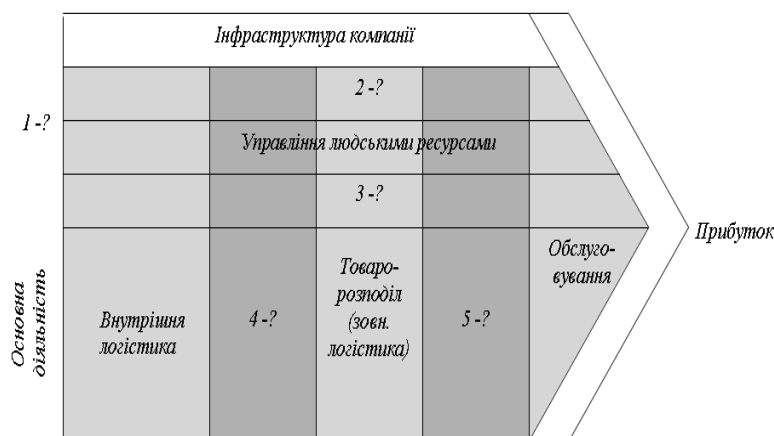 Інфраструктура компанії
2 -?
1 -?
Управління людськими ресурсами
3 -?
Прибуток
Основна
діяльність
Внутрішня
логістика
4 -?
Товаро-
розподіл
(зовн.
логістика)
5 -?
Обслуго-
вування